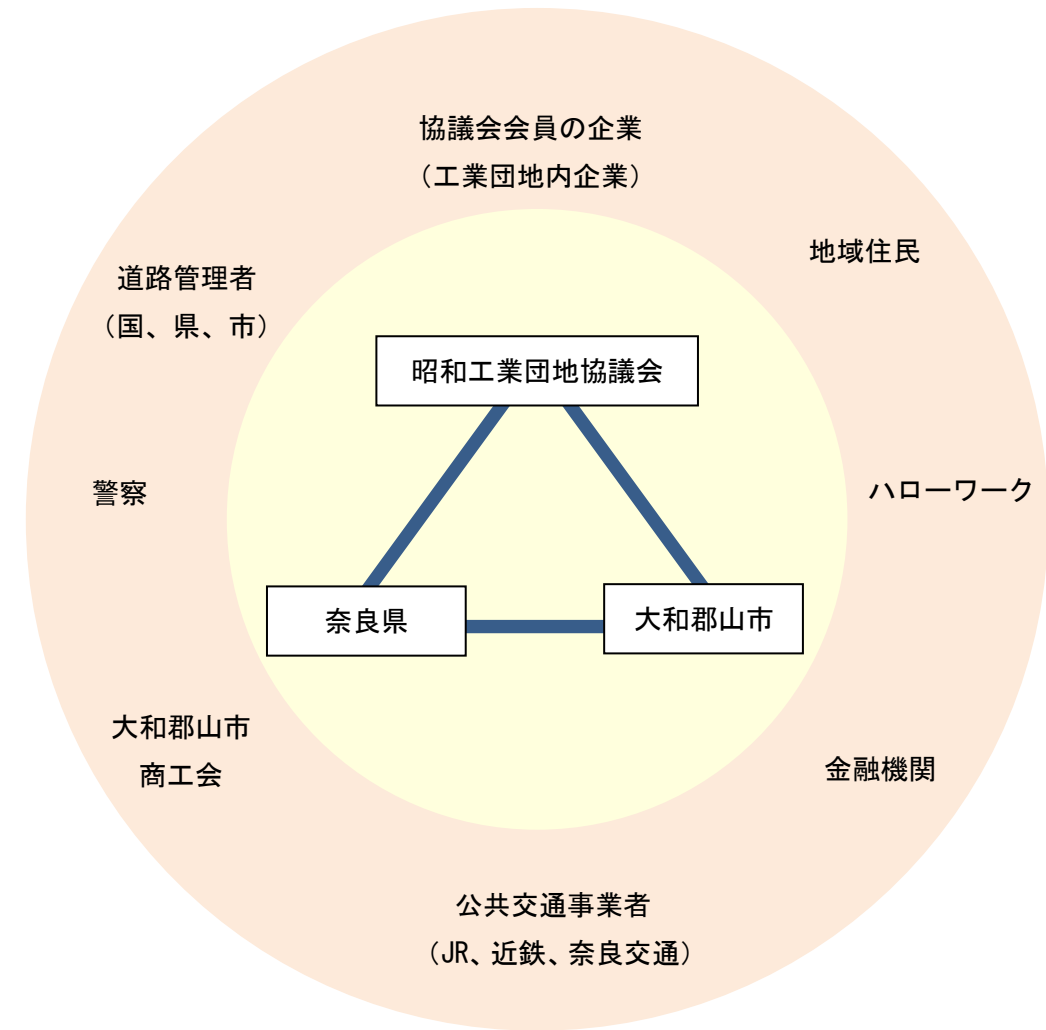 協議会会員の企業
（工業団地内企業）
地域住民
道路管理者
（国、県、市）
昭和工業団地協議会
警察
ハローワーク
奈良県
大和郡山市
大和郡山市
商工会
金融機関
公共交通事業者
（JR、近鉄、奈良交通）